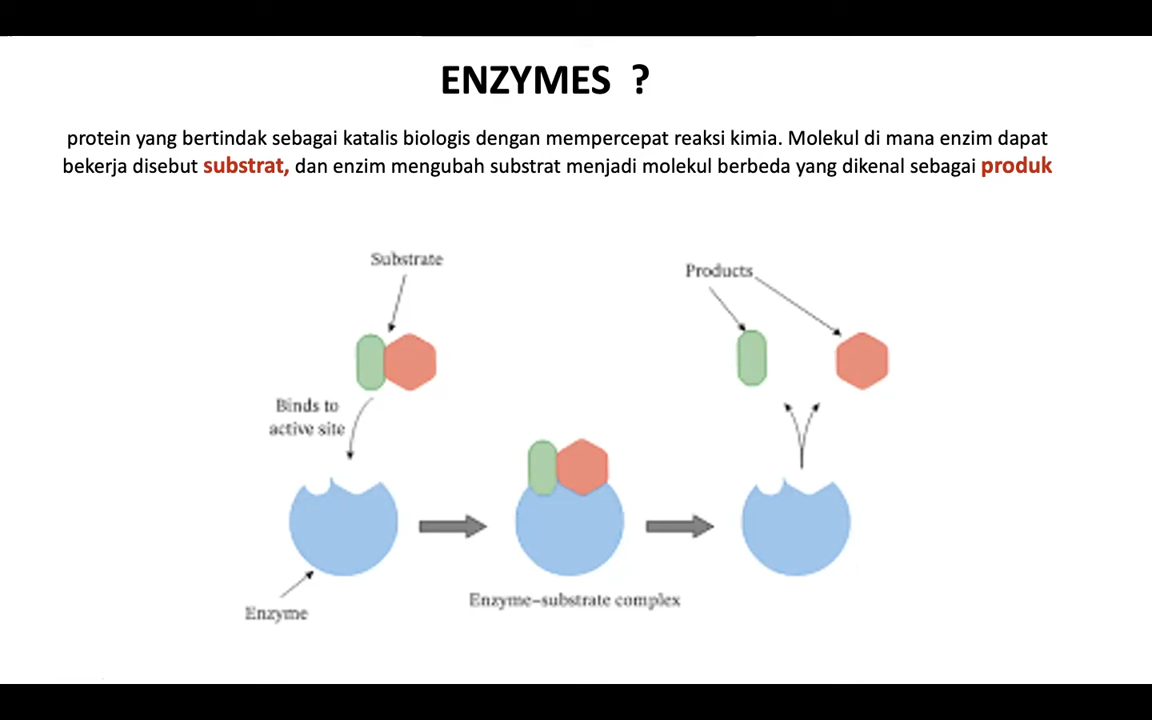 ENZYMES ?
protein yang bertindak sebagai katalis biologis dengan mempercepat reaksi kimia. Molekul di mana enzim dapat
bekerja disebut substrat, dan enzim mengubah substrat menjadi molekul berbeda yang dikenal sebagai produk
Substrate
Products
Binds to
active site
Enzyme–substrate complex
Enzyme